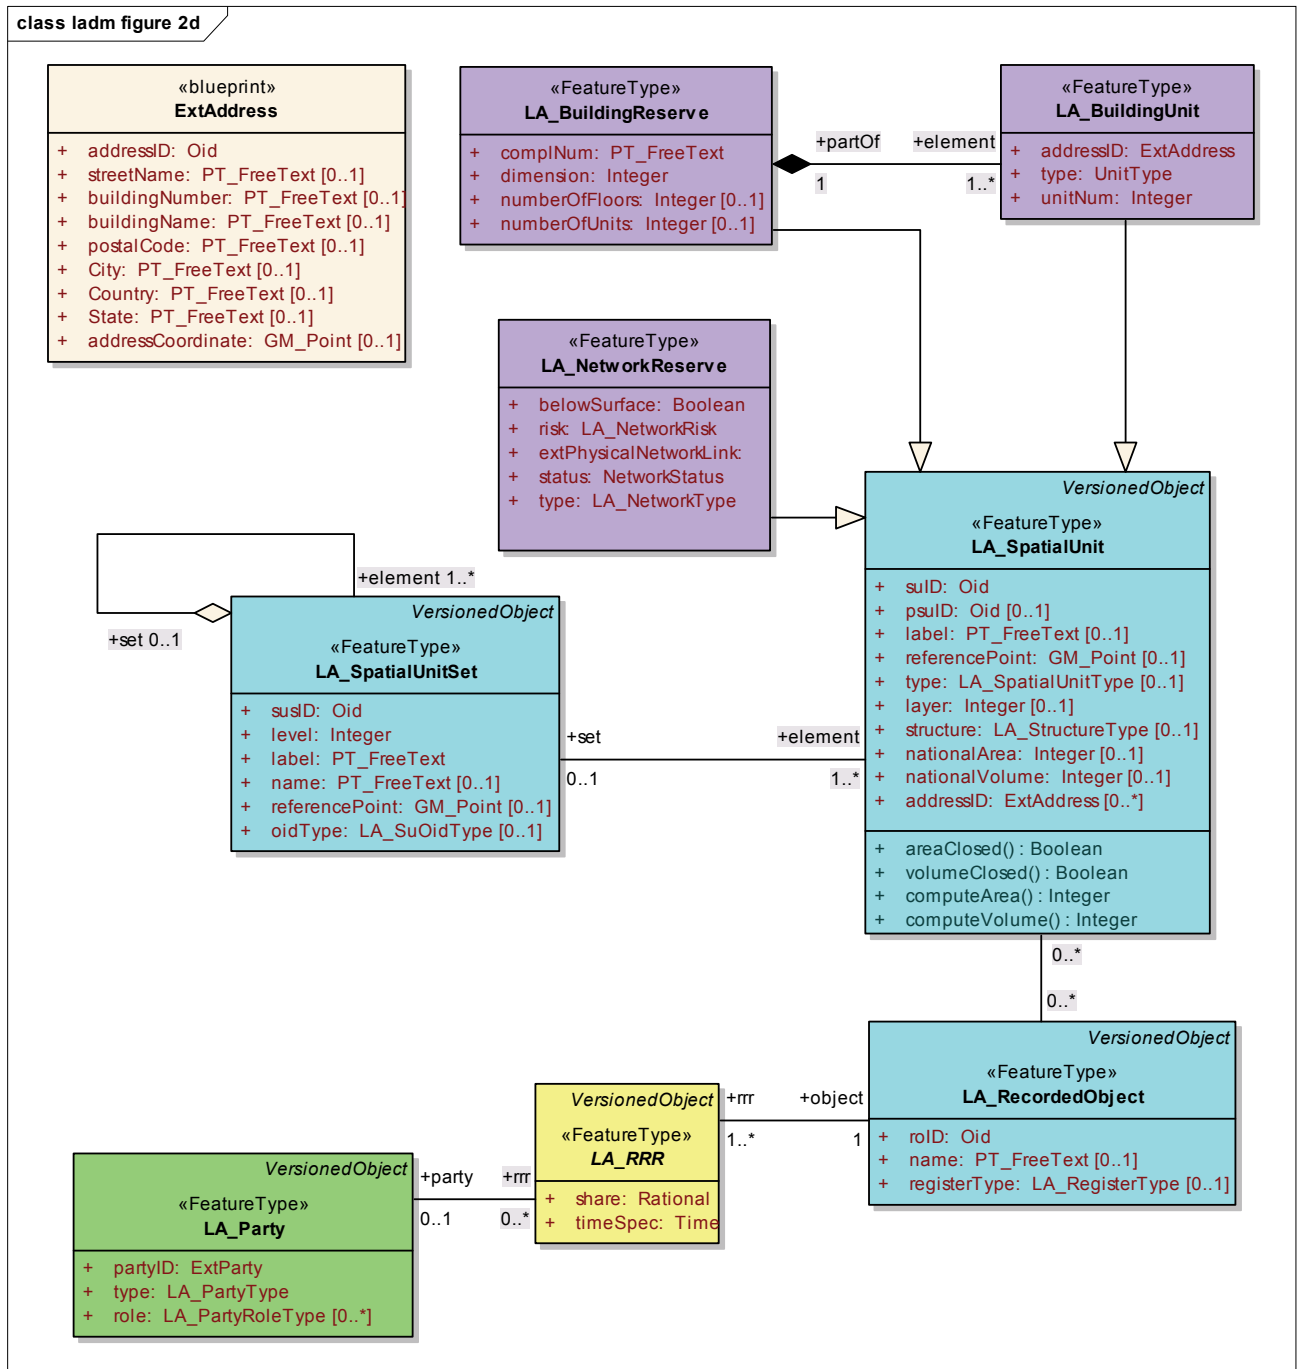 class ladm figure 2d
«blueprint»
ExtAddress
+ addressID: Oid
+ streetName: PT_FreeText [0..1]
+ buildingNumber: PT_FreeText [0..1]
+ buildingName: PT_FreeText [0..1]
+ postalCode: PT_FreeText [0..1]
+ City: PT_FreeText [0..1]
+ Country: PT_FreeText [0..1]
+ State: PT_FreeText [0..1]
+ addressCoordinate: GM_Point [0..1]
«FeatureType»
LA_BuildingReserve
+ complNum: PT_FreeText
+ dimension: Integer
+ numberOfFloors: Integer [0..1]
+ numberOfUnits: Integer [0..1]
+partOf
1
+element
1..*
«FeatureType»
LA_BuildingUnit
+ addressID: ExtAddress
+ type: UnitType
+ unitNum: Integer
«FeatureType»
LA_NetworkReserve
+ belowSurface: Boolean
+ risk: LA_NetworkRisk
+ extPhysicalNetworkLink:
+ status: NetworkStatus
+ type: LA_NetworkType
VersionedObject
«FeatureType»
LA_SpatialUnit
+ suID: Oid
+ psuID: Oid [0..1]
+ label: PT_FreeText [0..1]
+ referencePoint: GM_Point [0..1]
+ type: LA_SpatialUnitType [0..1]
+ layer: Integer [0..1]
+ structure: LA_StructureType [0..1]
+ nationalArea: Integer [0..1]
+ nationalVolume: Integer [0..1]
+ addressID: ExtAddress [0..*]
+ areaClosed() : Boolean
+ volumeClosed() : Boolean
+ computeArea() : Integer
+ computeVolume() : Integer
+element 1..*
+set 0..1
VersionedObject
«FeatureType»
LA_SpatialUnitSet
+ susID: Oid
+ level: Integer
+ label: PT_FreeText
+ name: PT_FreeText [0..1]
+ referencePoint: GM_Point [0..1]
+ oidType: LA_SuOidType [0..1]
+set
0..1
+element
1..*
0..*
0..*
VersionedObject
«FeatureType»
LA_RecordedObject
+ roID: Oid
+ name: PT_FreeText [0..1]
+ registerType: LA_RegisterType [0..1]
+rrr
1..*
+object
1
VersionedObject
«FeatureType»
LA_RRR
+ share: Rational
+ timeSpec: Time
+party
0..1
+rrr
0..*
VersionedObject
«FeatureType»
LA_Party
+ partyID: ExtParty
+ type: LA_PartyType
+ role: LA_PartyRoleType [0..*]